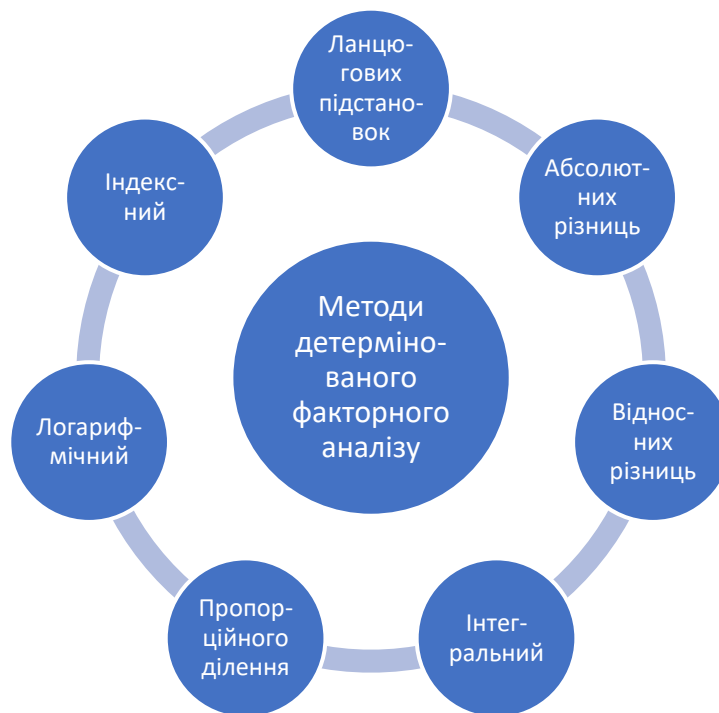 Ланцю-
гових
підстано-
вок
Абсолют-
них
різниць
Віднос-
них
різниць
Інтег-
ральний
Пропор-
ційного
ділення
Логариф-
мічний
Індекс-
ний
Методи
детерміно-
ваного
факторного
аналізу